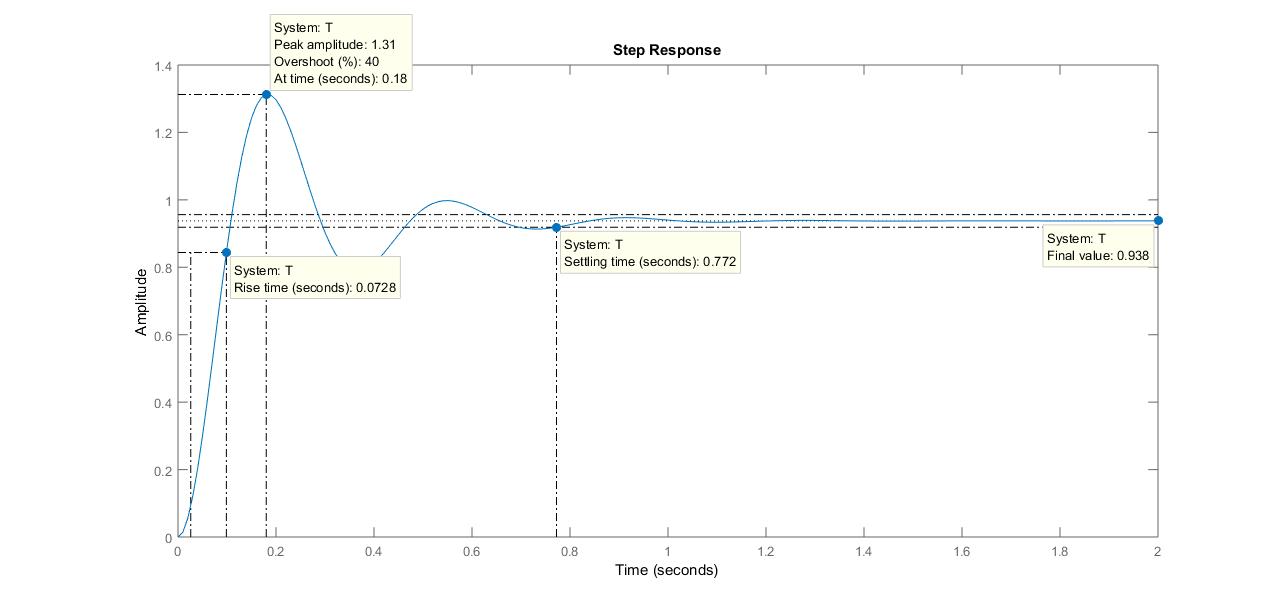 System: T
Peak amplitude: 1.31
Overshoot (%): 40
At time (seconds): 0.18
Step Response
1.4
1.2
1
0.8
0.6
0.4
0.2
0
Amplitude
System: T
Rise time (seconds): 0.0728
System: T
Settling time (seconds): 0.772
System: T
Final value: 0.938
0 0.2 0.4 0.6 0.8 1 1.2 1.4 1.6 1.8 2
Time (seconds)